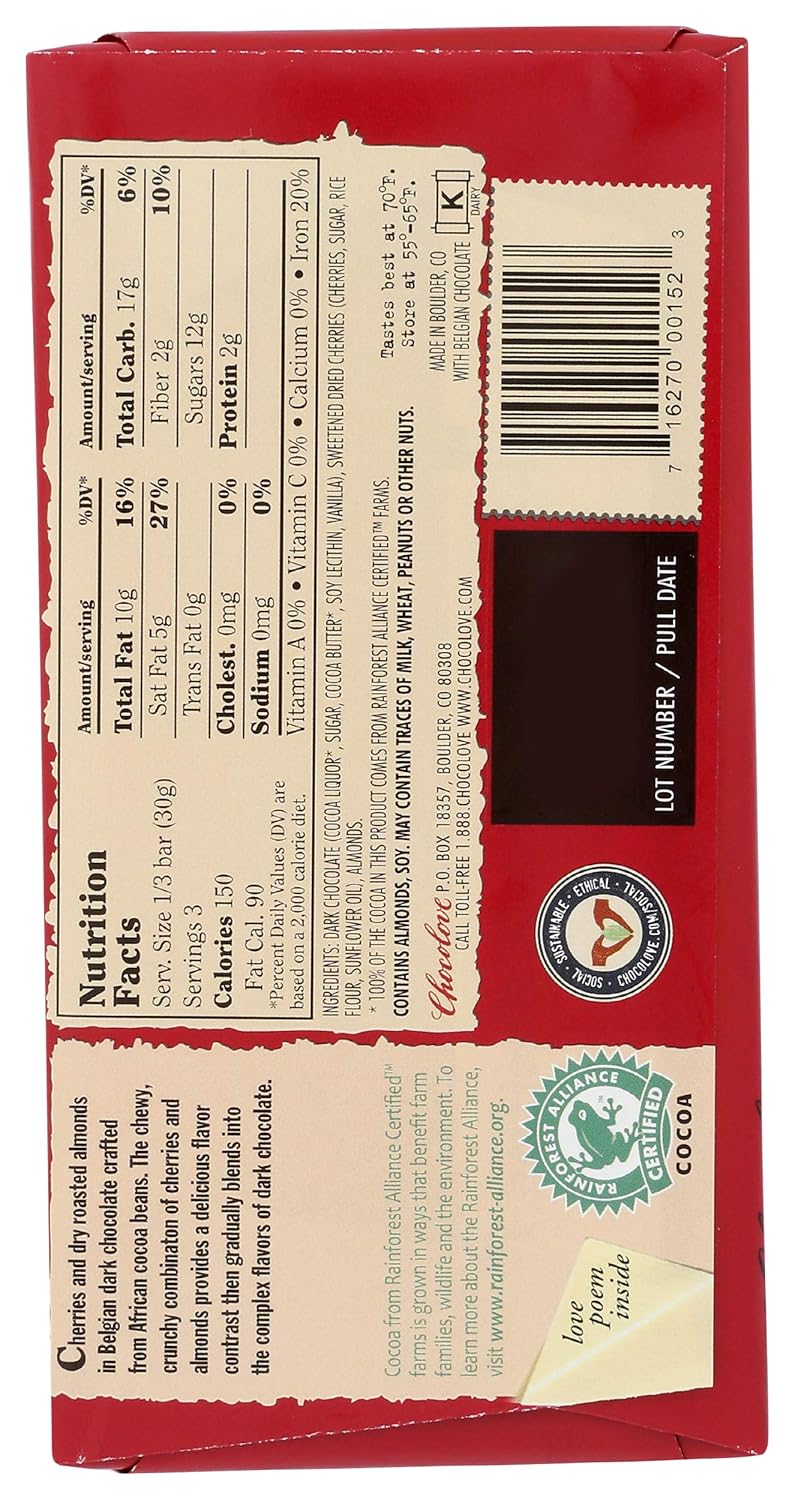 Cherries and dry roasted almonds
in Belgian dark chocolate crafted
from African cocoa beans. The chewy,
crunchy combinaton of cherries and
almonds provides a delicious flavor
contrast then gradually blends into
the complex flavors of dark chocolate.
Cocoa from Rainforest Alliance Certified™
farms is grown in ways that benefit farm
families, wildlife and the environment. To
learn more about the Rainforest Alliance,
visit www.rainforest-alliance.org.
love
poem
inside
RAINFOREST ALLIANCE
CERTIFIED
™
COCOA
Nutrition
Facts
Serv. Size 1/3 bar (30g)
Servings 3
Calories 150
Fat Cal. 90
*Percent Daily Values (DV) are
based on a 2,000 calorie diet.
Amount/serving %DV*
Total Fat 10g 16%
Sat Fat 5g 27%
Trans Fat 0g
Cholest. 0mg 0%
Sodium 0mg 0%
Amount/serving %DV*
Total Carb. 17g 6%
Fiber 2g 10%
Sugars 12g
Protein 2g
Vitamin A 0% • Vitamin C 0% • Calcium 0% • Iron 20%
INGREDIENTS: DARK CHOCOLATE (COCOA LIQUOR*, SUGAR, COCOA BUTTER*, SOY LECITHIN, VANILLA), SWEETENED DRIED CHERRIES (CHERRIES, SUGAR, RICE
FLOUR, SUNFLOWER OIL), ALMONDS.
* 100% OF THE COCOA IN THIS PRODUCT COMES FROM RAINFOREST ALLIANCE CERTIFIED™ FARMS.
CONTAINS ALMONDS, SOY. MAY CONTAIN TRACES OF MILK, WHEAT, PEANUTS OR OTHER NUTS.
Chocolove P.O. BOX 18357, BOULDER, CO 80308
CALL TOLL-FREE 1.888.CHOCOLOVE WWW.CHOCOLOVE.COM
Tastes best at 70°F.
Store at 55°-65°F.
MADE IN BOULDER, CO
WITH BELGIAN CHOCOLATE
K
DAIRY
SOCIAL • SUSTAINABLE • ETHICAL •
CHOCOLOVE.COM/SOCIAL
LOT NUMBER / PULL DATE
7 16270 00152 3